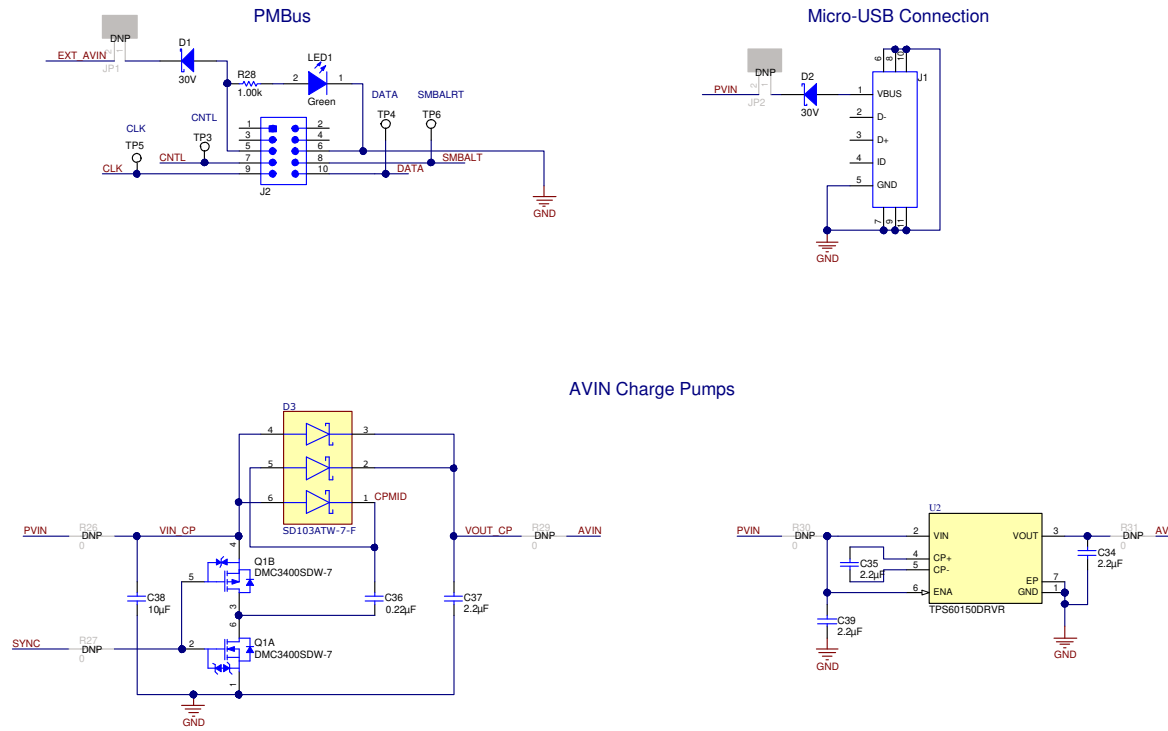 PMBus
Micro-USB Connection
DNP
2
1
EXT_AVIN
JP1
D1
30V
R28
1.00k
LED1
2
1
Green
DATA
SMBALRT
TP4
TP6
CLK
CNTL
TP5
TP3
CNTL
CLK
1
3
5
7
9
2
4
6
8
10
SMBALT
DATA
J2
GND
DNP
2
1
PVIN
JP2
D2
30V
J1
6
8
10
1
VBUS
2
D-
3
D+
4
ID
5
GND
7
9
11
GND
AVIN Charge Pumps
D3
4
3
5
2
6
1
CPMID
SD103ATW-7-F
PVIN
R26
DNP
0
VIN_CP
VOUT_CP
R29
DNP
0
AVIN
4
Q1B
DMC3400SDW-7
5
3
C38
10µF
C36
0.22µF
C37
2.2µF
6
SYNC
R27
DNP
0
2
Q1A
DMC3400SDW-7
1
GND
PVIN
R30
DNP
0
U2
2
VIN
VOUT
3
R31
DNP
0
AV
C35
2.2µF
4
CP+
5
CP-
C34
2.2µF
EP
7
6
ENA
GND
1
TPS60150DRVR
C39
2.2µF
GND
GND